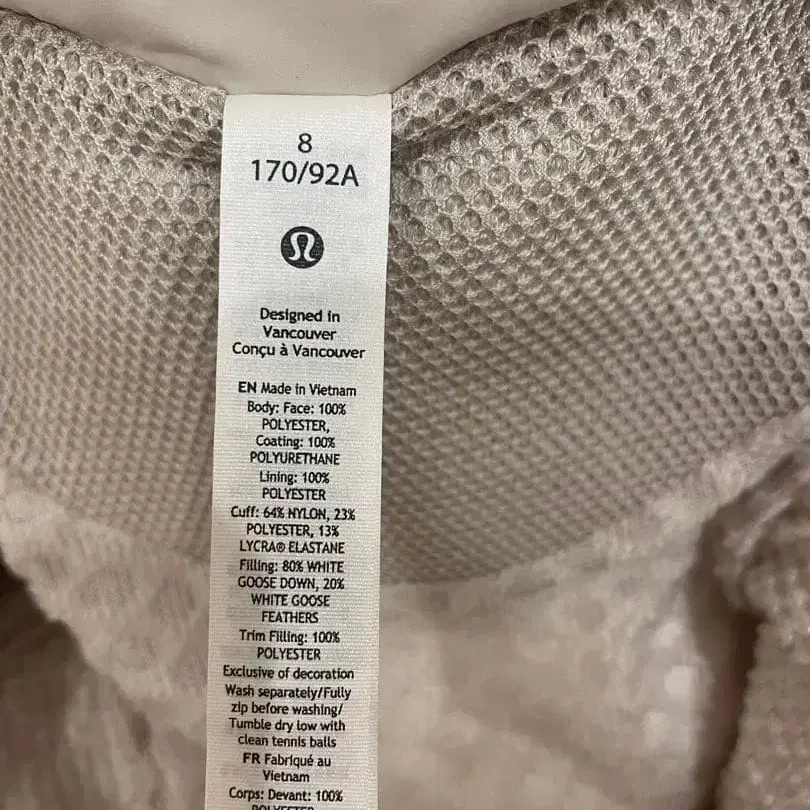 8
170/92A
Designed in
Vancouver
Conçu à Vancouver
EN Made in Vietnam
Body: Face: 100%
POLYESTER,
Coating: 100%
POLYURETHANE
Lining: 100%
POLYESTER
Cuff: 64% NYLON, 23%
POLYESTER, 13%
LYCRA® ELASTANE
Filling: 80% WHITE
GOOSE DOWN, 20%
WHITE GOOSE
FEATHERS
Trim Filling: 100%
POLYESTER
Exclusive of decoration
Wash separately/Fully
zip before washing/
Tumble dry low with
clean tennis balls
FR Fabriqué au
Vietnam
Corps: Devant: 100%